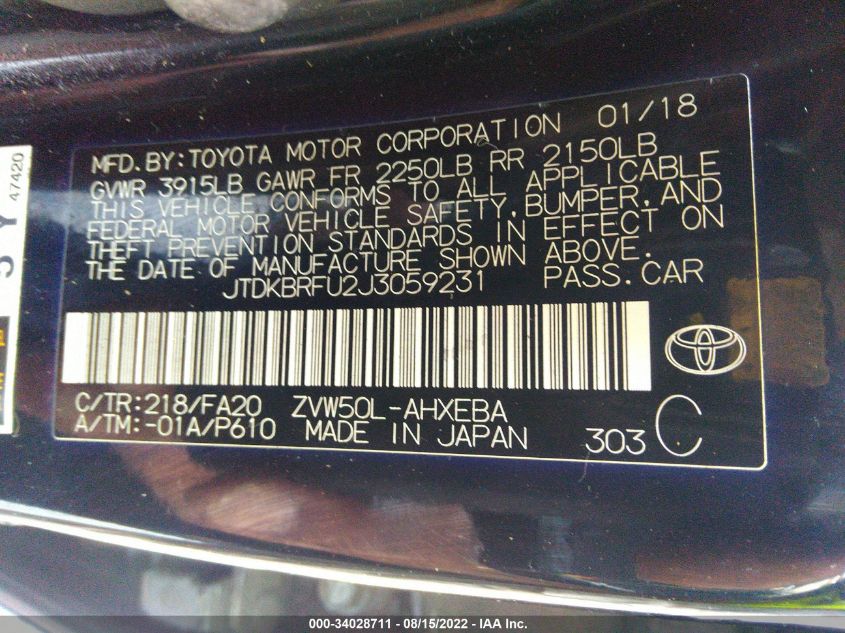 MFD.BY:TOYOTA MOTOR CORPORATION 01/18
GVWR 3915LB GAWR FR 2250LB RR 2150LB
THIS VEHICLE CONFORMS TO ALL APPLICABLE
FEDERAL MOTOR VEHICLE SAFETY,BUMPER,AND
THEFT PREVENTION STANDARDS IN EFFECT ON
THE DATE OF MANUFACTURE SHOWN ABOVE.
JTDKBRFU2J3059231 PASS.CAR
C/TR:218/FA20 ZVW50L-AHXEBA
A/TM:-01A/P610 MADE IN JAPAN 303 C
47420
000-34028711 - 08/15/2022 - IAA Inc.